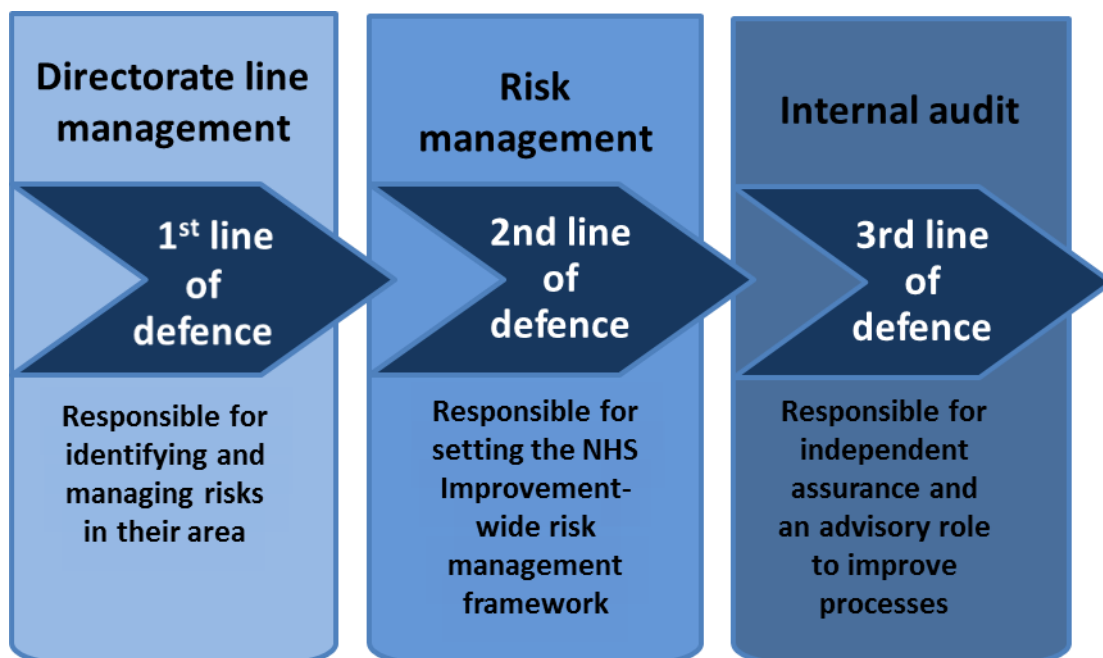 Directorate line
management
1st line
of
defence
Responsible for
identifying and
managing risks
in their area
Risk
management
2nd line
of
defence
Responsible for
setting the NHS
Improvement-
wide risk
management
framework
Internal audit
3rd line
of
defence
Responsible for
independent
assurance and
an advisory role
to improve
processes